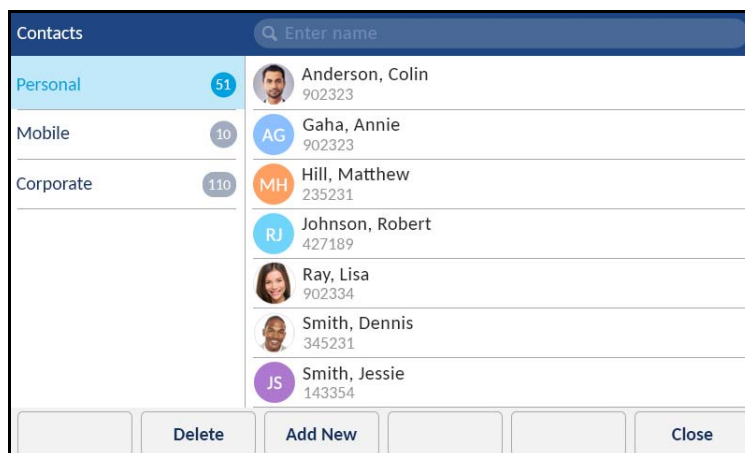 Contacts
Enter name
Personal 51
Mobile 10
Corporate 110
Anderson, Colin
902323
AG
Gaha, Annie
902323
MH
Hill, Matthew
235231
RJ
Johnson, Robert
427189
Ray, Lisa
902334
Smith, Dennis
345231
JS
Smith, Jessie
143354
Delete
Add New
Close